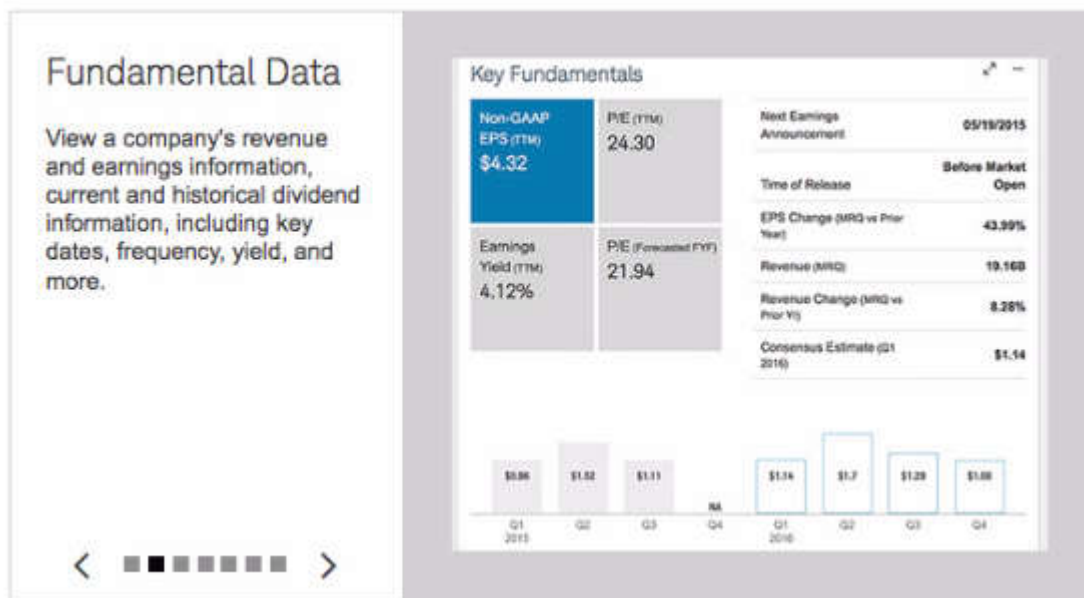 Fundamental Data
View a company's revenue
and earnings information,
current and historical dividend
information, including key
dates, frequency, yield, and
more.
Key Fundamentals
Non-GAAP
EPS (TTM)
$4.32
P/E (TTM)
24.30
Earnings
Yield (TTM)
4.12%
P/E (Forecasted FYF)
21.94
Next Earnings
Announcement
05/19/2015
Time of Release
Before Market
Open
EPS Change (MRQ vs Prior
Year)
43.99%
Revenue (MRQ)
19.16B
Revenue Change (MRQ vs
Prior Yr)
8.28%
Consensus Estimate (Q1
2016)
$1.14
$1.11
NA
$1.14
$1.7
Q1
2015
Q2
Q3
Q4
Q1
2016
Q2
Q3
Q4